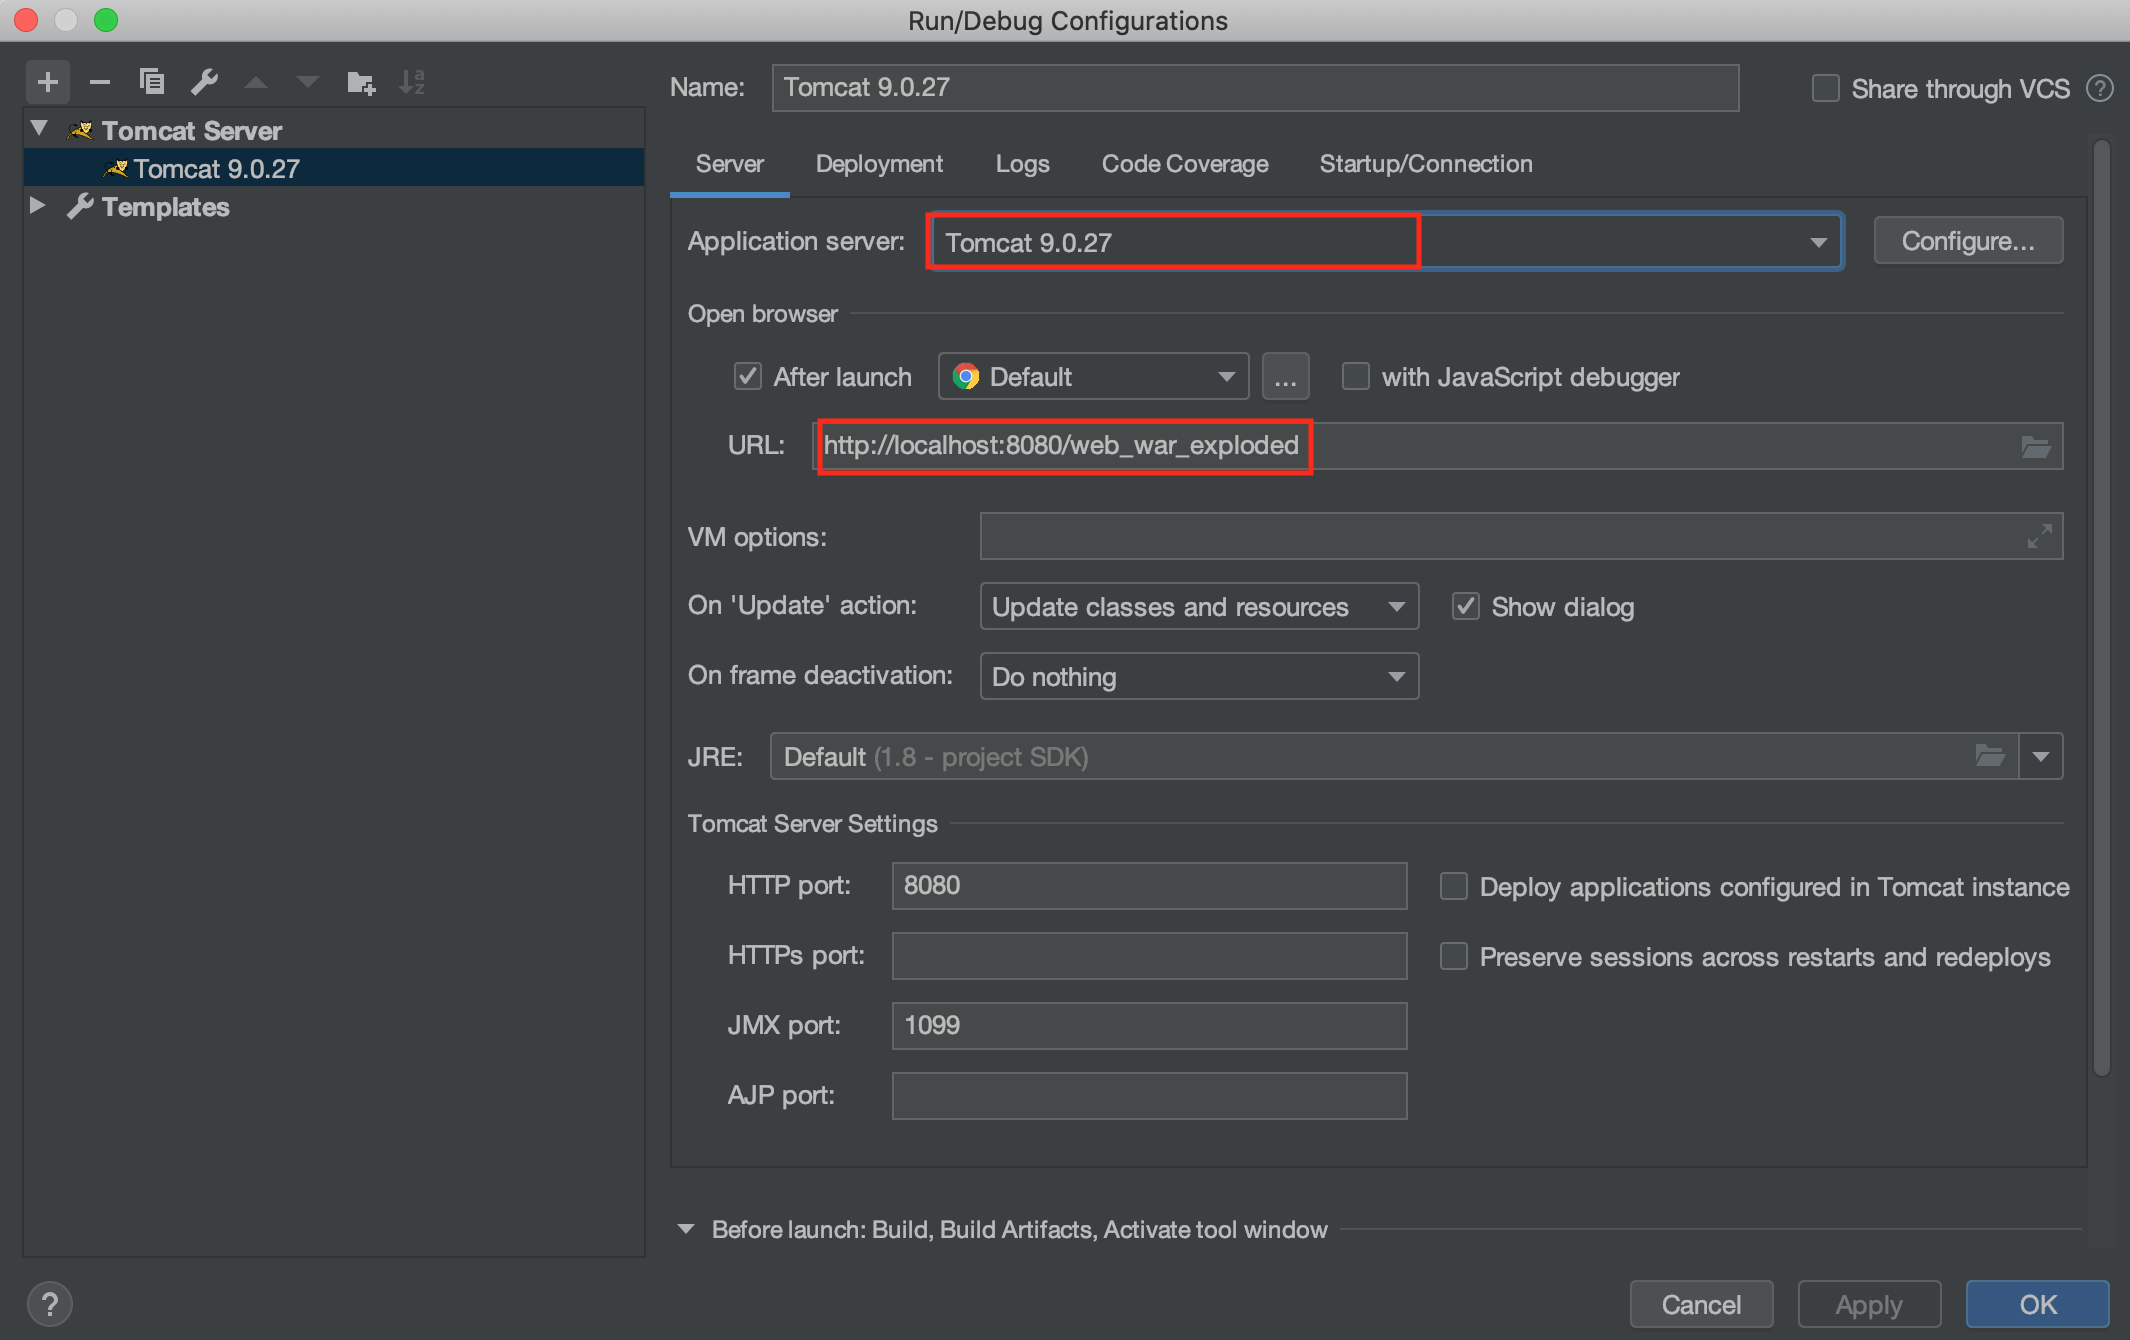 Run/Debug Configurations
Name: Tomcat 9.0.27
Share through VCS ?
Tomcat Server
Tomcat 9.0.27
Templates
Server Deployment Logs Code Coverage Startup/Connection
Application server: Tomcat 9.0.27 Configure...
Open browser
After launch Default ... with JavaScript debugger
URL: http://localhost:8080/web_war_exploded
VM options:
On 'Update' action: Update classes and resources Show dialog
On frame deactivation: Do nothing
JRE: Default (1.8 - project SDK)
Tomcat Server Settings
HTTP port: 8080 Deploy applications configured in Tomcat instance
HTTPs port: Preserve sessions across restarts and redeploys
JMX port: 1099
AJP port:
Before launch: Build, Build Artifacts, Activate tool window
? Cancel Apply OK